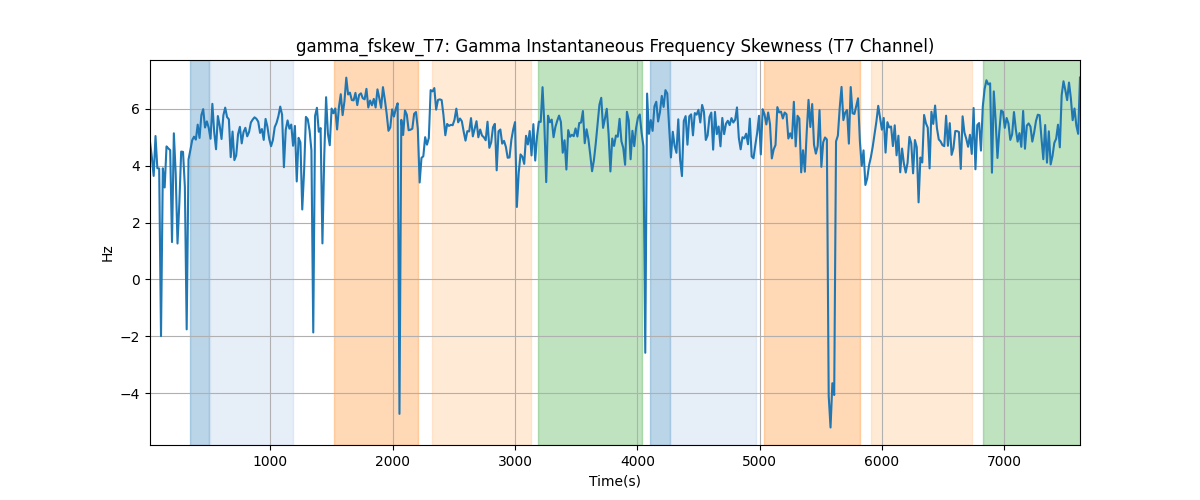 gamma_fskew_T7: Gamma Instantaneous Frequency Skewness (T7 Channel)
Hz
6
4
2
0
−2
−4
1000 2000 3000 4000 5000 6000 7000
Time(s)